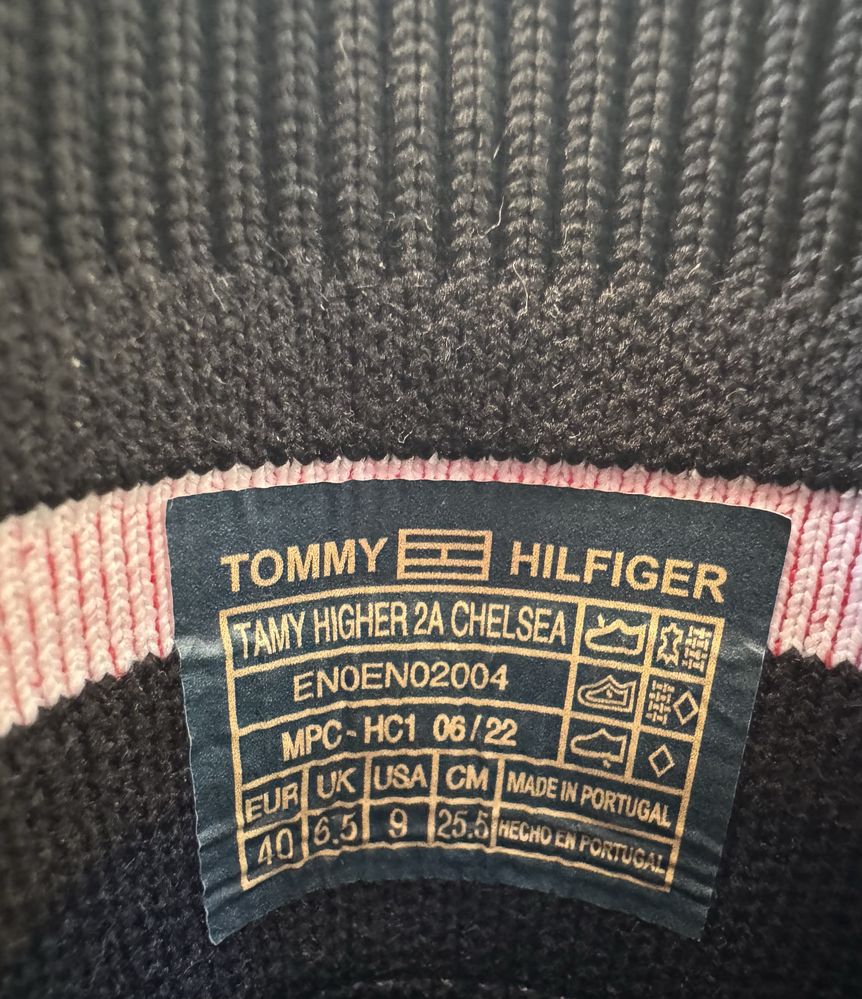 TOMMY HILFIGER
TAMY HIGHER 2A CHELSEA
EN0EN02004
MPC-HC1 06/22
EUR UK USA CM MADE IN PORTUGAL
40 6.5 9 25.5 HECHO EN PORTUGAL